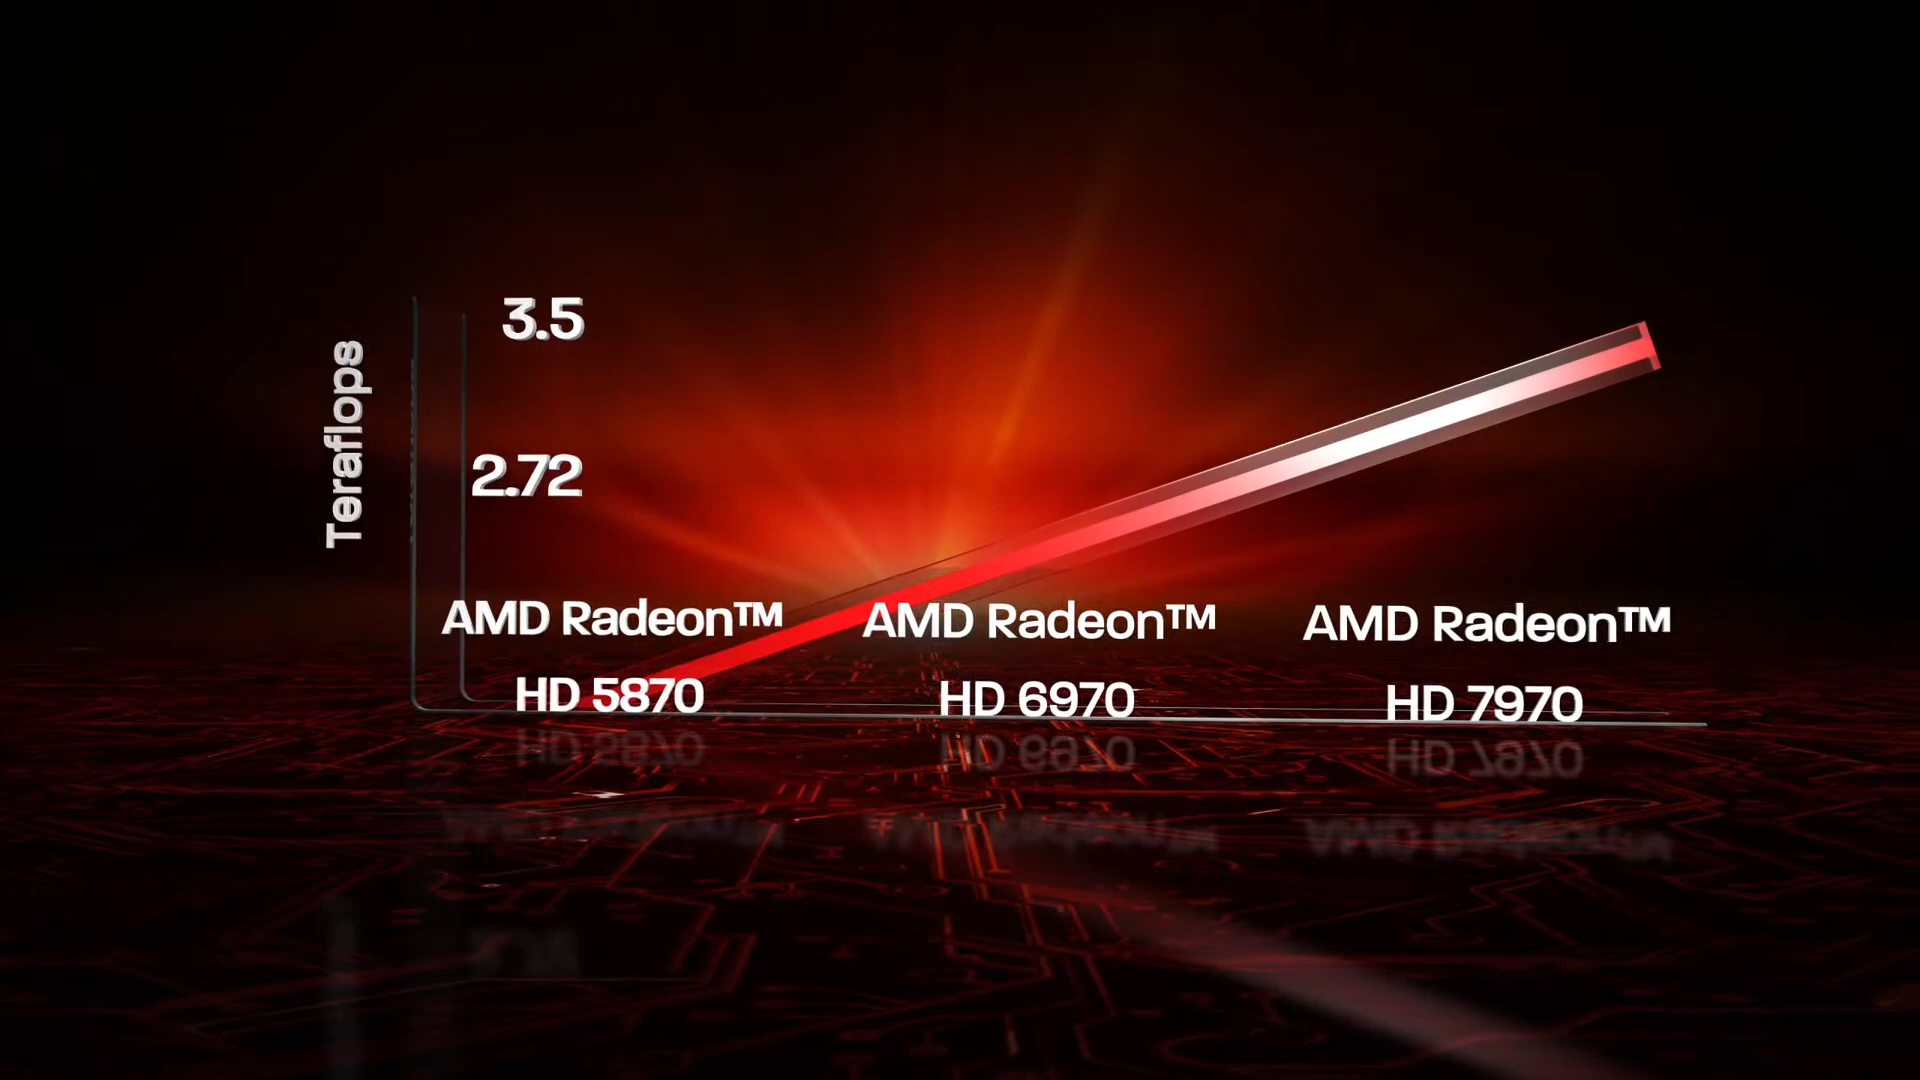 Teraflops
3.5
2.72
AMD Radeon™ AMD Radeon™ AMD Radeon™
HD 5870 HD 6970 HD 7970